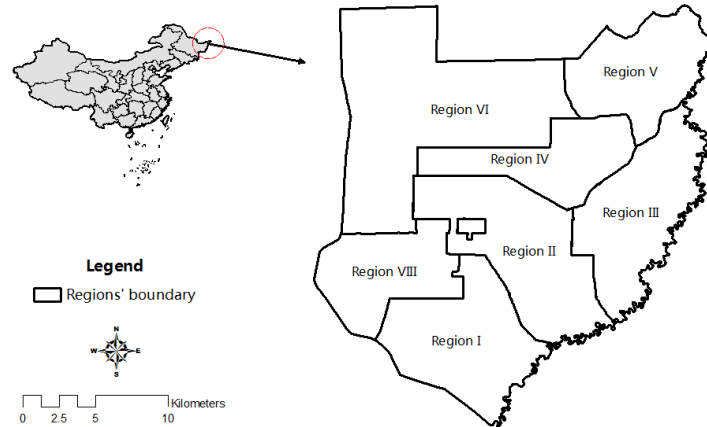 Region V
Region VI
Region IV
Region III
Region II
Region VIII
Region I
Legend
Regions' boundary
N
W E
S
Kilometers
0 2.5 5 10